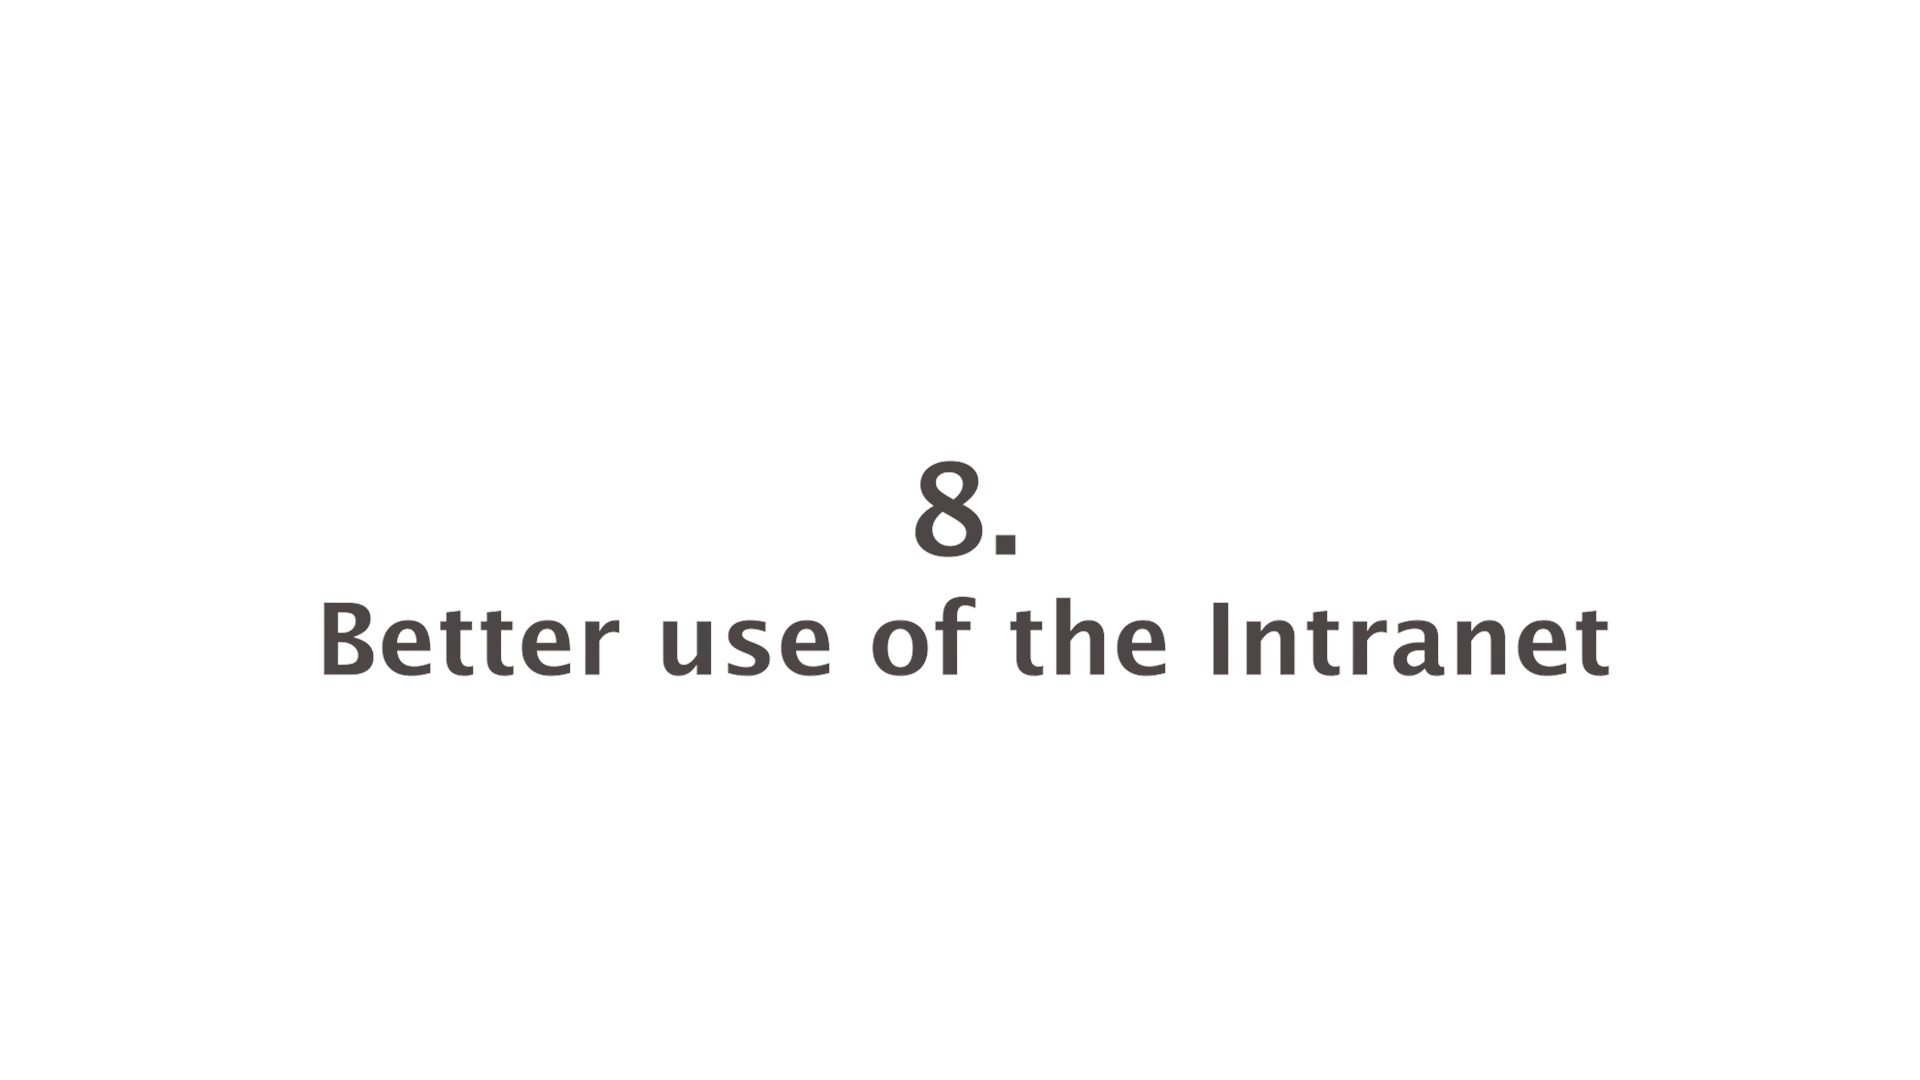 8.
Better use of the Intranet